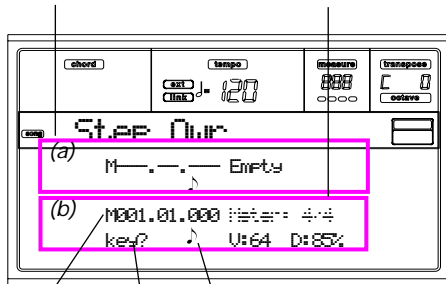 chord tempo measure transpose
ext
link ♩= 120 888 C 0
octave
song Step Ovr
(a)
M---.--.--- Empty
♪
(b)
M001.01.000 Meter: 4/4
key? ♪ V:64 D:85%